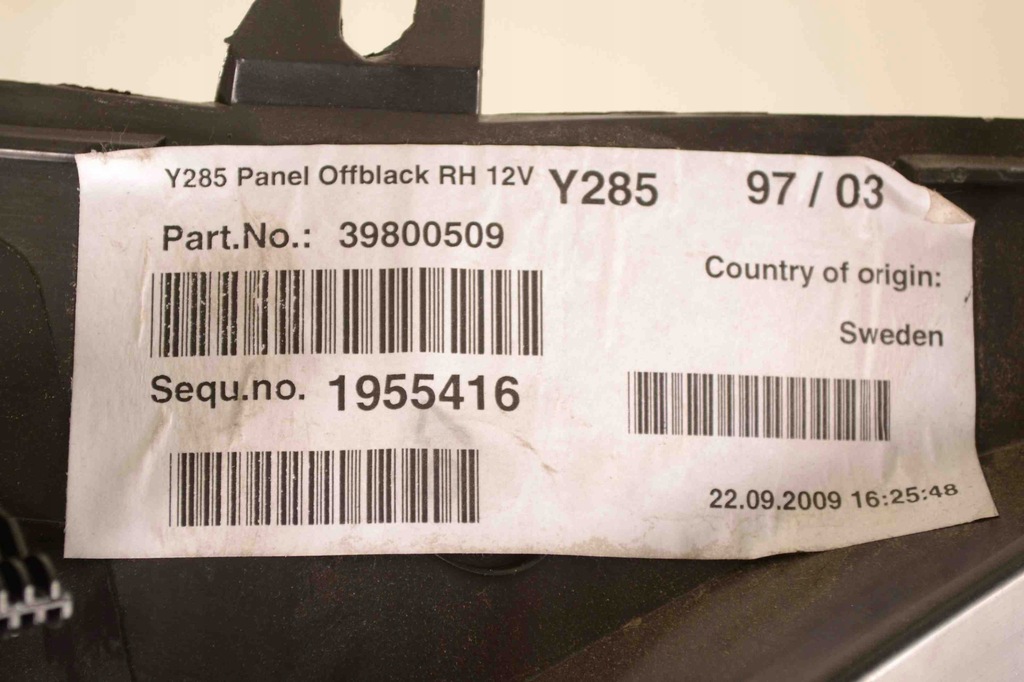 Y285 Panel Offblack RH 12V Y285 97 / 03
Part.No.: 39800509
Country of origin:
Sweden
Sequ.no. 1955416
22.09.2009 16:25:48